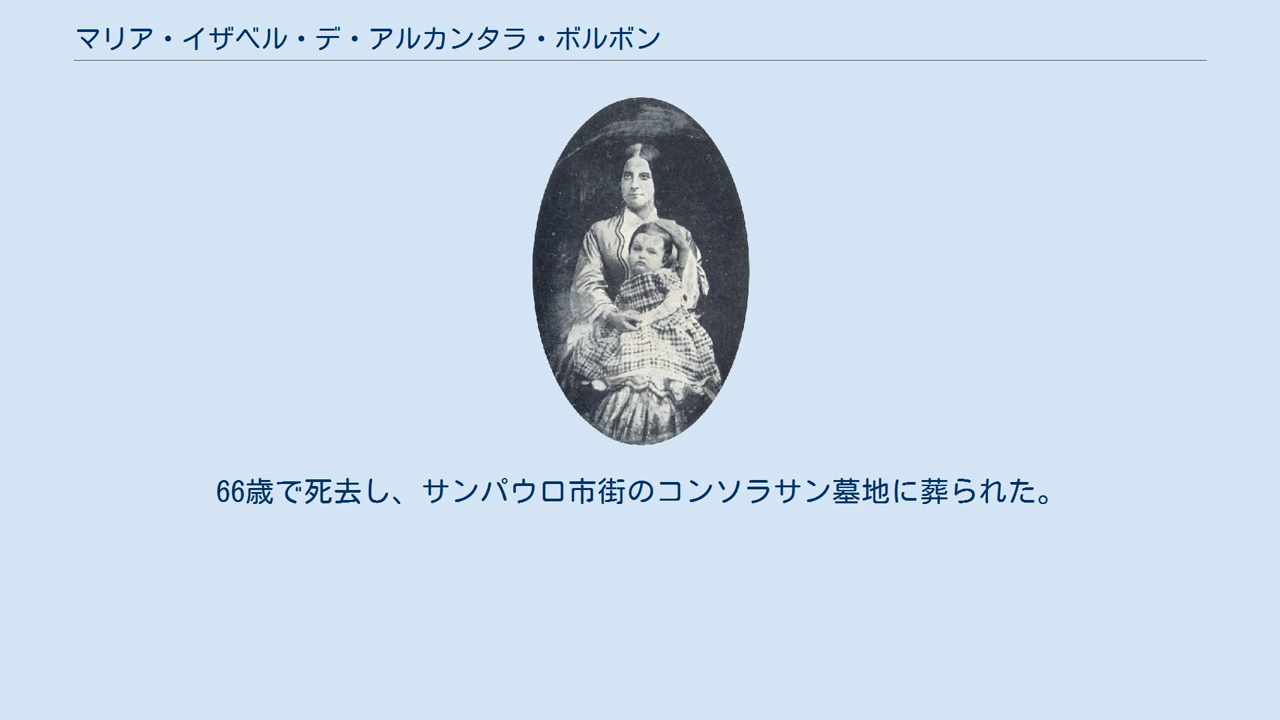 マリア・イザベル・デ・アルカンタラ・ボルボン
66歳で死去し、サンパウロ市街のコンソラサン墓地に葬られた。